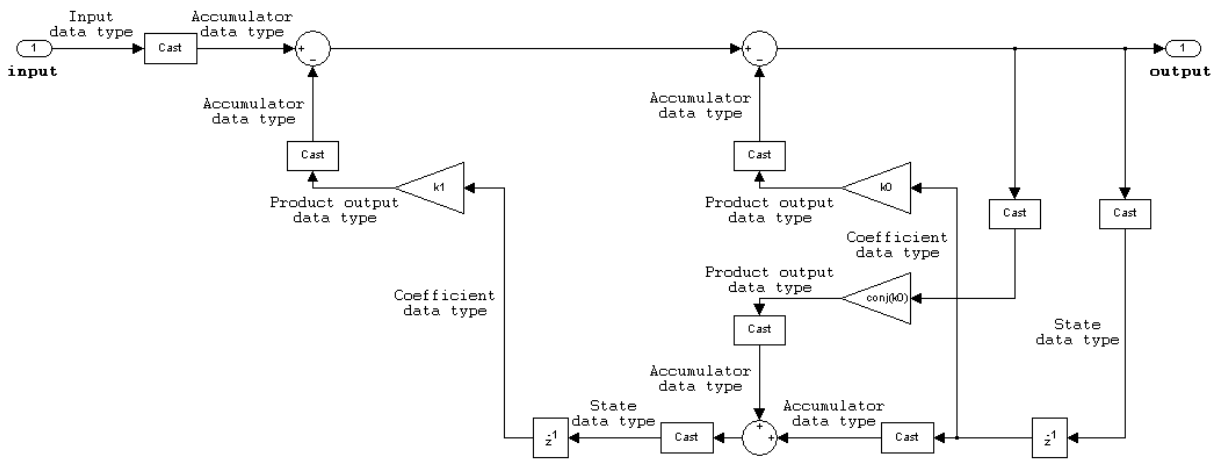 Input
data type
Accumulator
data type
1
Cast
+
−
+
−
1
input
output
Accumulator
data type
Accumulator
data type
Cast
Cast
k1
k0
Product output
data type
Product output
data type
Cast
Cast
Coefficient
data type
Product output
data type
conj(k0)
Coefficient
data type
Cast
State
data type
Accumulator
data type
State
data type
Accumulator
data type
z-1
Cast
+
+
Cast
z-1